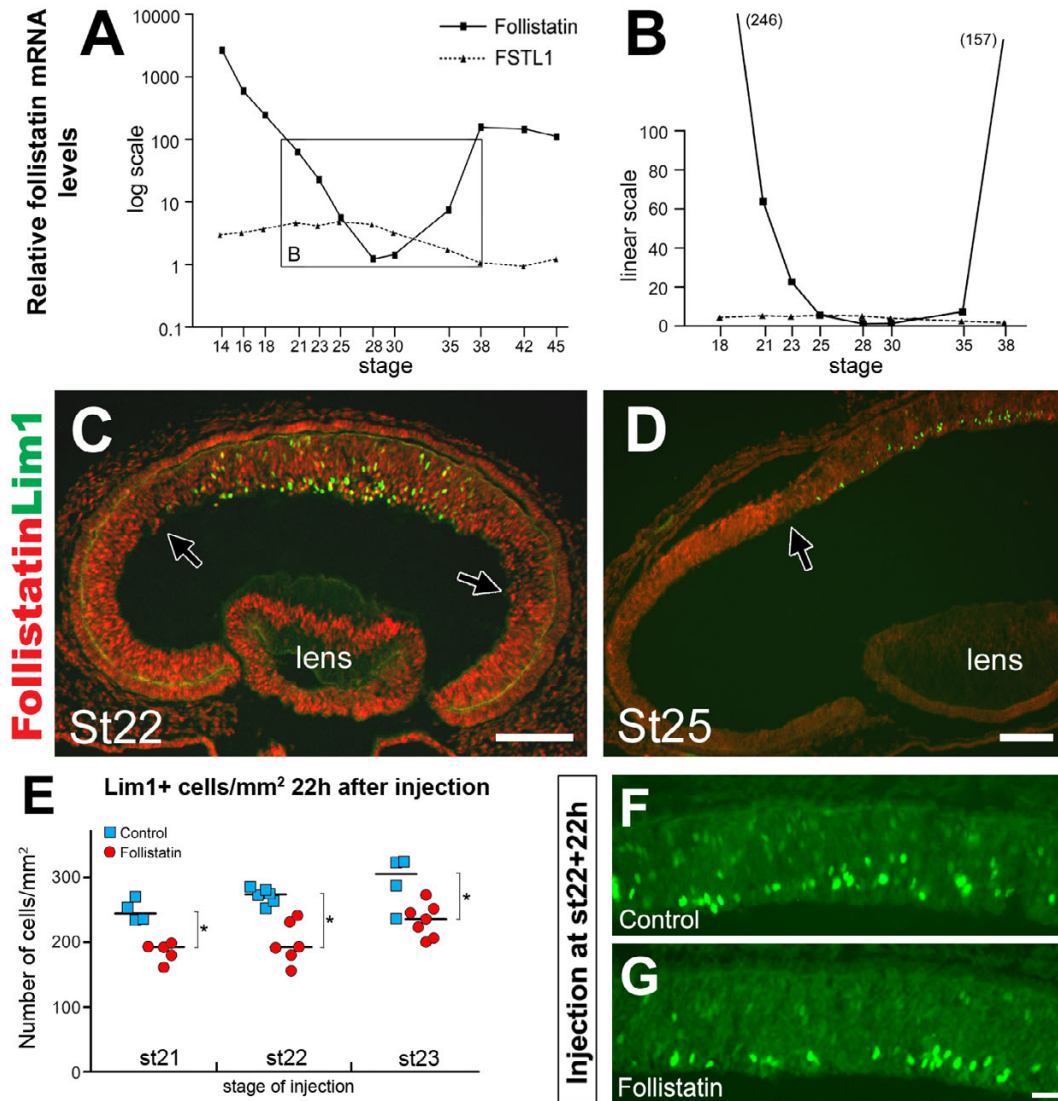 A
Relative follistatin mRNA
levels
log scale
10000
1000
100
10
1
0.1
Follistatin
FSTL1
B
14 16 18 21 23 25 28 30 35 38 42 45
stage
B
(246)
(157)
linear scale
100
80
60
40
20
0
18 21 23 25 28 30 35 38
stage
FollistatinLim1
C
lens
St22
D
lens
St25
E
Lim1+ cells/mm² 22h after injection
Control
Follistatin
Number of cells/mm²
300
200
100
0
*
*
*
st21 st22 st23
stage of injection
Injection at st22+22h
F
Control
G
Follistatin